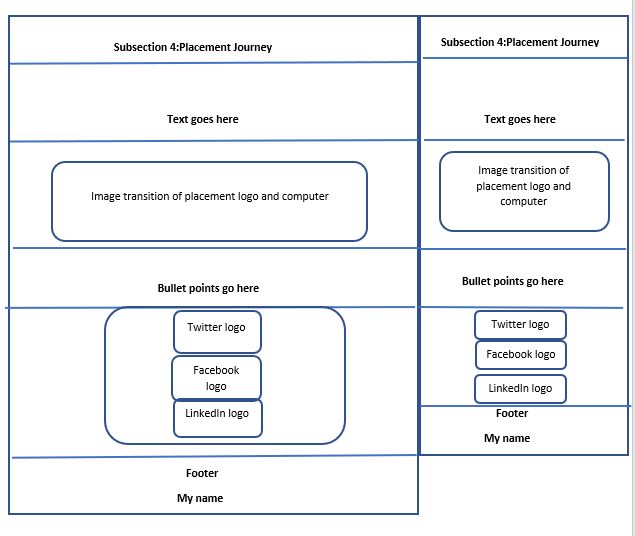 Subsection 4:Placement Journey
Text goes here
Image transition of placement logo and computer
Bullet points go here
Twitter logo
Facebook
logo
LinkedIn logo
Footer
My name
Subsection 4:Placement Journey
Text goes here
Image transition of
placement logo and
computer
Bullet points go here
Twitter logo
Facebook logo
LinkedIn logo
Footer
My name